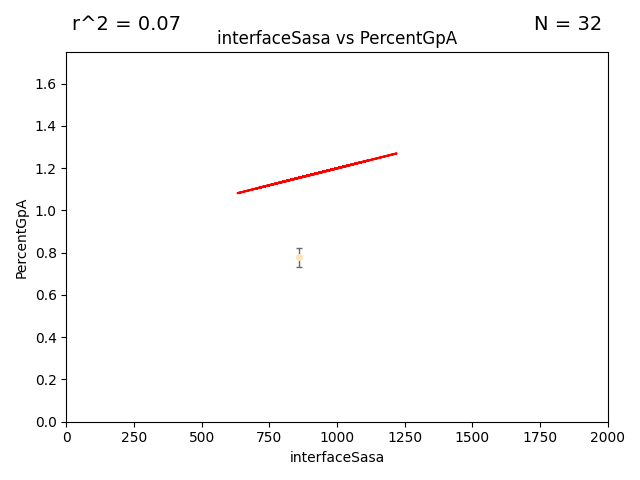 r^2 = 0.07
N = 32
interfaceSasa vs PercentGpA
1.6
1.4
1.2
1.0
0.8
0.6
0.4
0.2
0.0
PercentGpA
0 250 500 750 1000 1250 1500 1750 2000
interfaceSasa